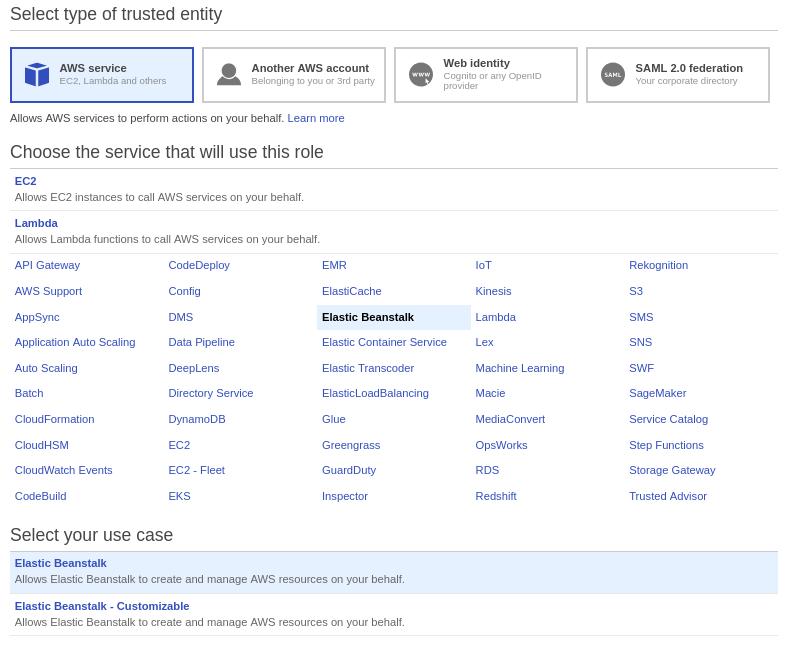 Select type of trusted entity
AWS service
EC2, Lambda and others
Another AWS account
Belonging to you or 3rd party
www
Web identity
Cognito or any OpenID
provider
SAML
SAML 2.0 federation
Your corporate directory
Allows AWS services to perform actions on your behalf. Learn more
Choose the service that will use this role
EC2
Allows EC2 instances to call AWS services on your behalf.
Lambda
Allows Lambda functions to call AWS services on your behalf.
API Gateway CodeDeploy EMR IoT Rekognition
AWS Support Config ElastiCache Kinesis S3
AppSync DMS Elastic Beanstalk Lambda SMS
Application Auto Scaling Data Pipeline Elastic Container Service Lex SNS
Auto Scaling DeepLens Elastic Transcoder Machine Learning SWF
Batch Directory Service ElasticLoadBalancing Macie SageMaker
CloudFormation DynamoDB Glue MediaConvert Service Catalog
CloudHSM EC2 Greengrass OpsWorks Step Functions
CloudWatch Events EC2 - Fleet GuardDuty RDS Storage Gateway
CodeBuild EKS Inspector Redshift Trusted Advisor
Select your use case
Elastic Beanstalk
Allows Elastic Beanstalk to create and manage AWS resources on your behalf.
Elastic Beanstalk - Customizable
Allows Elastic Beanstalk to create and manage AWS resources on your behalf.